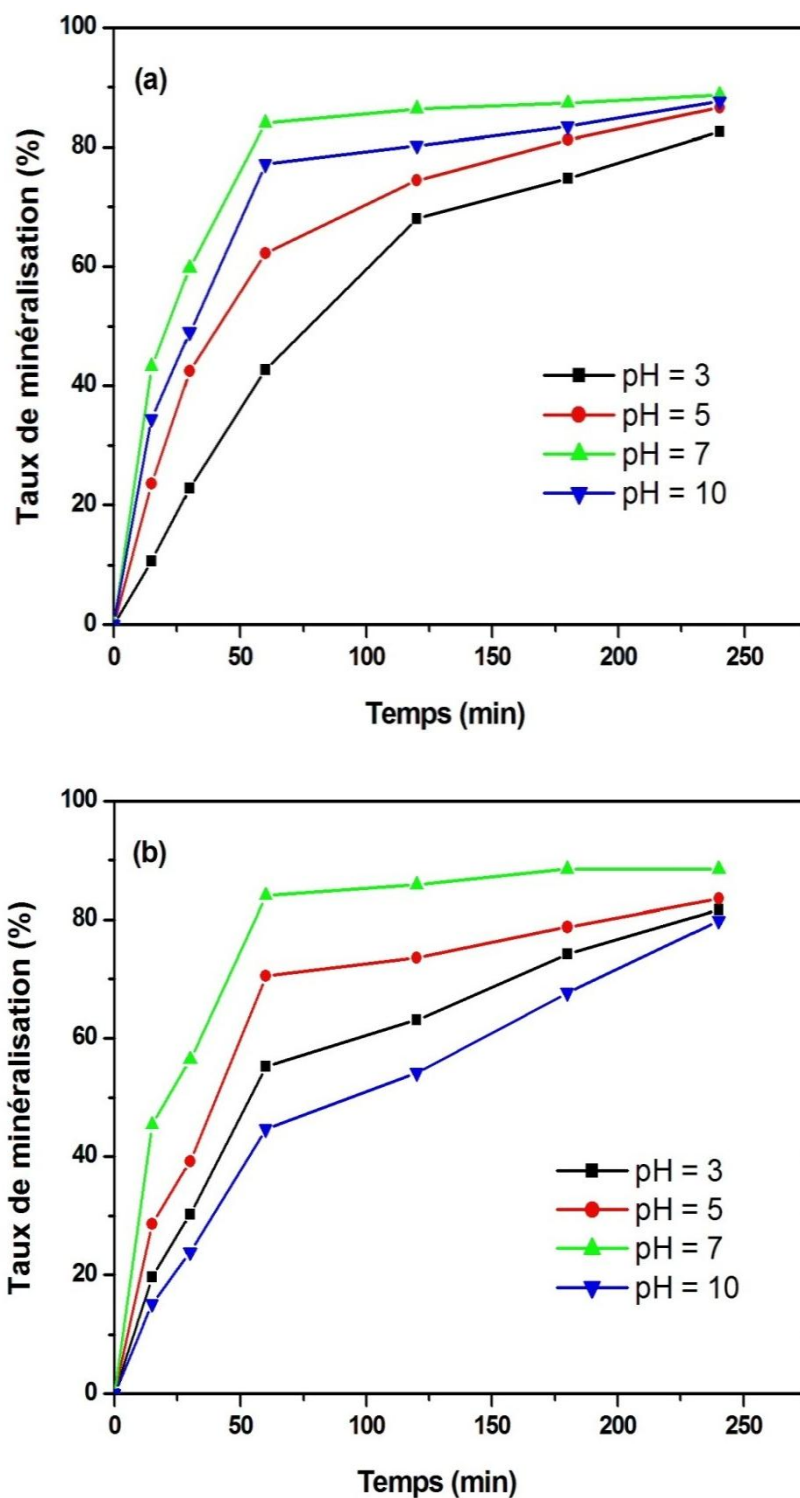 100
(a)
80
Taux de minéralisation (%)
60
40
pH = 3
pH = 5
pH = 7
pH = 10
20
0
0 50 100 150 200 250
Temps (min)
100
(b)
80
Taux de minéralisation (%)
60
40
pH = 3
pH = 5
pH = 7
pH = 10
20
0
0 50 100 150 200 250
Temps (min)